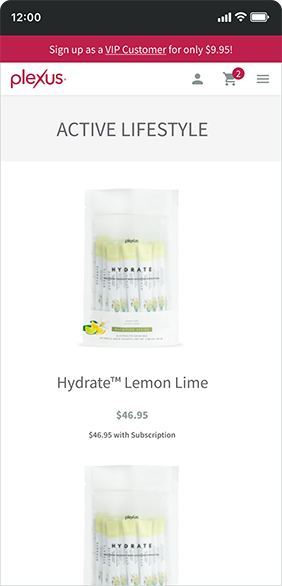 12:00
Sign up as a VIP Customer for only $9.95!
plexus
2
ACTIVE LIFESTYLE
plexus
HYDRATE
Hydrate™ Lemon Lime
$46.95
$46.95 with Subscription
plexus
HYDRATE